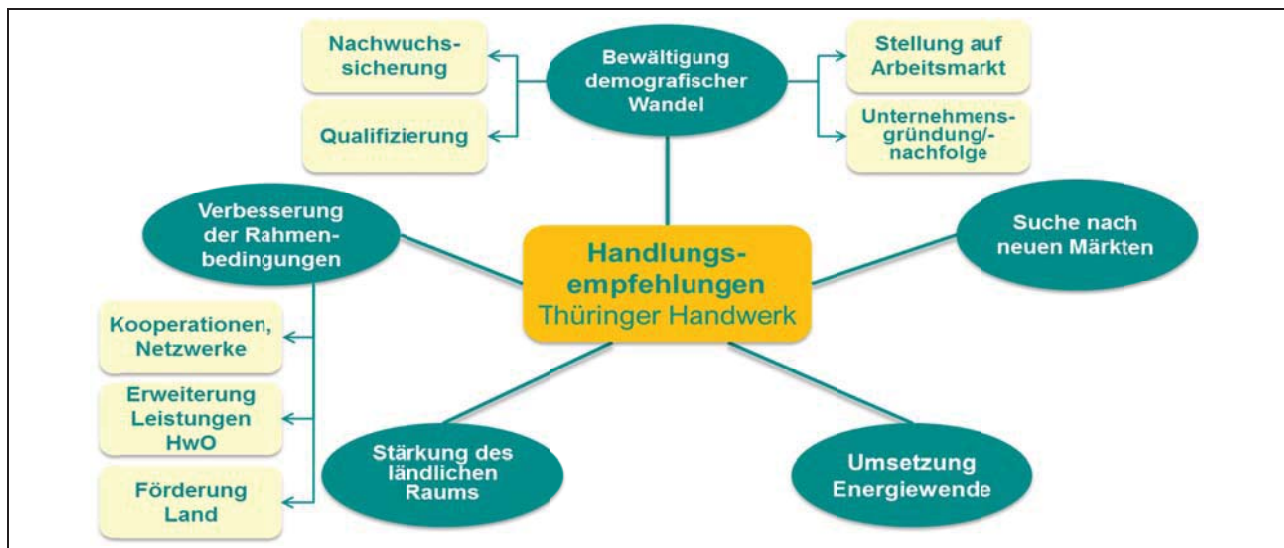 Nachwuchs-
sicherung
Qualifizierung
Bewältigung
demografischer
Wandel
Stellung auf
Arbeitsmarkt
Unternehmens-
gründung/-
nachfolge
Verbesserung
der Rahmen-
bedingungen
Handlungs-
empfehlungen
Thüringer Handwerk
Suche nach
neuen Märkten
Kooperationen,
Netzwerke
Erweiterung
Leistungen
HwO
Förderung
Land
Stärkung des
ländlichen
Raums
Umsetzung
Energiewende